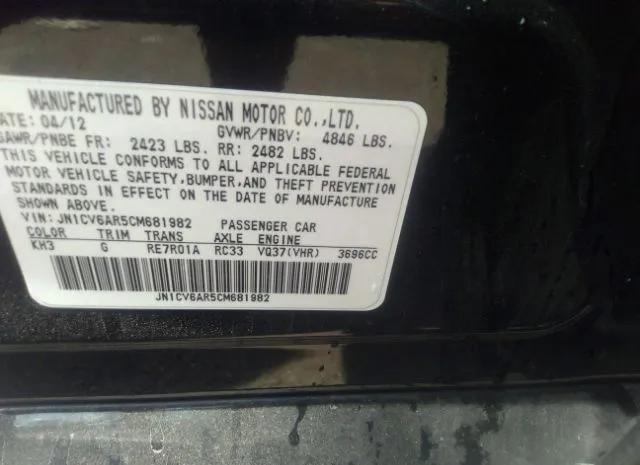 MANUFACTURED BY NISSAN MOTOR CO.,LTD.
DATE: 04/12 GVWR/PNBV: 4846 LBS.
GAWR/PNBE FR: 2423 LBS. RR: 2482 LBS.
THIS VEHICLE CONFORMS TO ALL APPLICABLE FEDERAL
MOTOR VEHICLE SAFETY, BUMPER, AND THEFT PREVENTION
STANDARDS IN EFFECT ON THE DATE OF MANUFACTURE
SHOWN ABOVE.
VIN: JN1CV6AR5CM681982 PASSENGER CAR
COLOR TRIM TRANS AXLE ENGINE
KH3 G RE7R01A RC33 VQ37(VHR) 3696CC
JN1CV6AR5CM681982